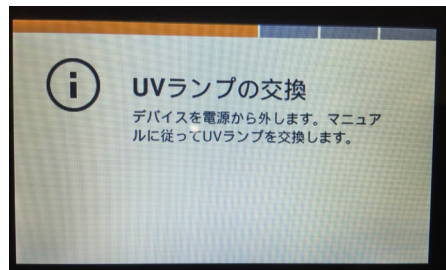 UVランプの交換
デバイスを電源から外します。マニュア
ルに従ってUVランプを交換します。